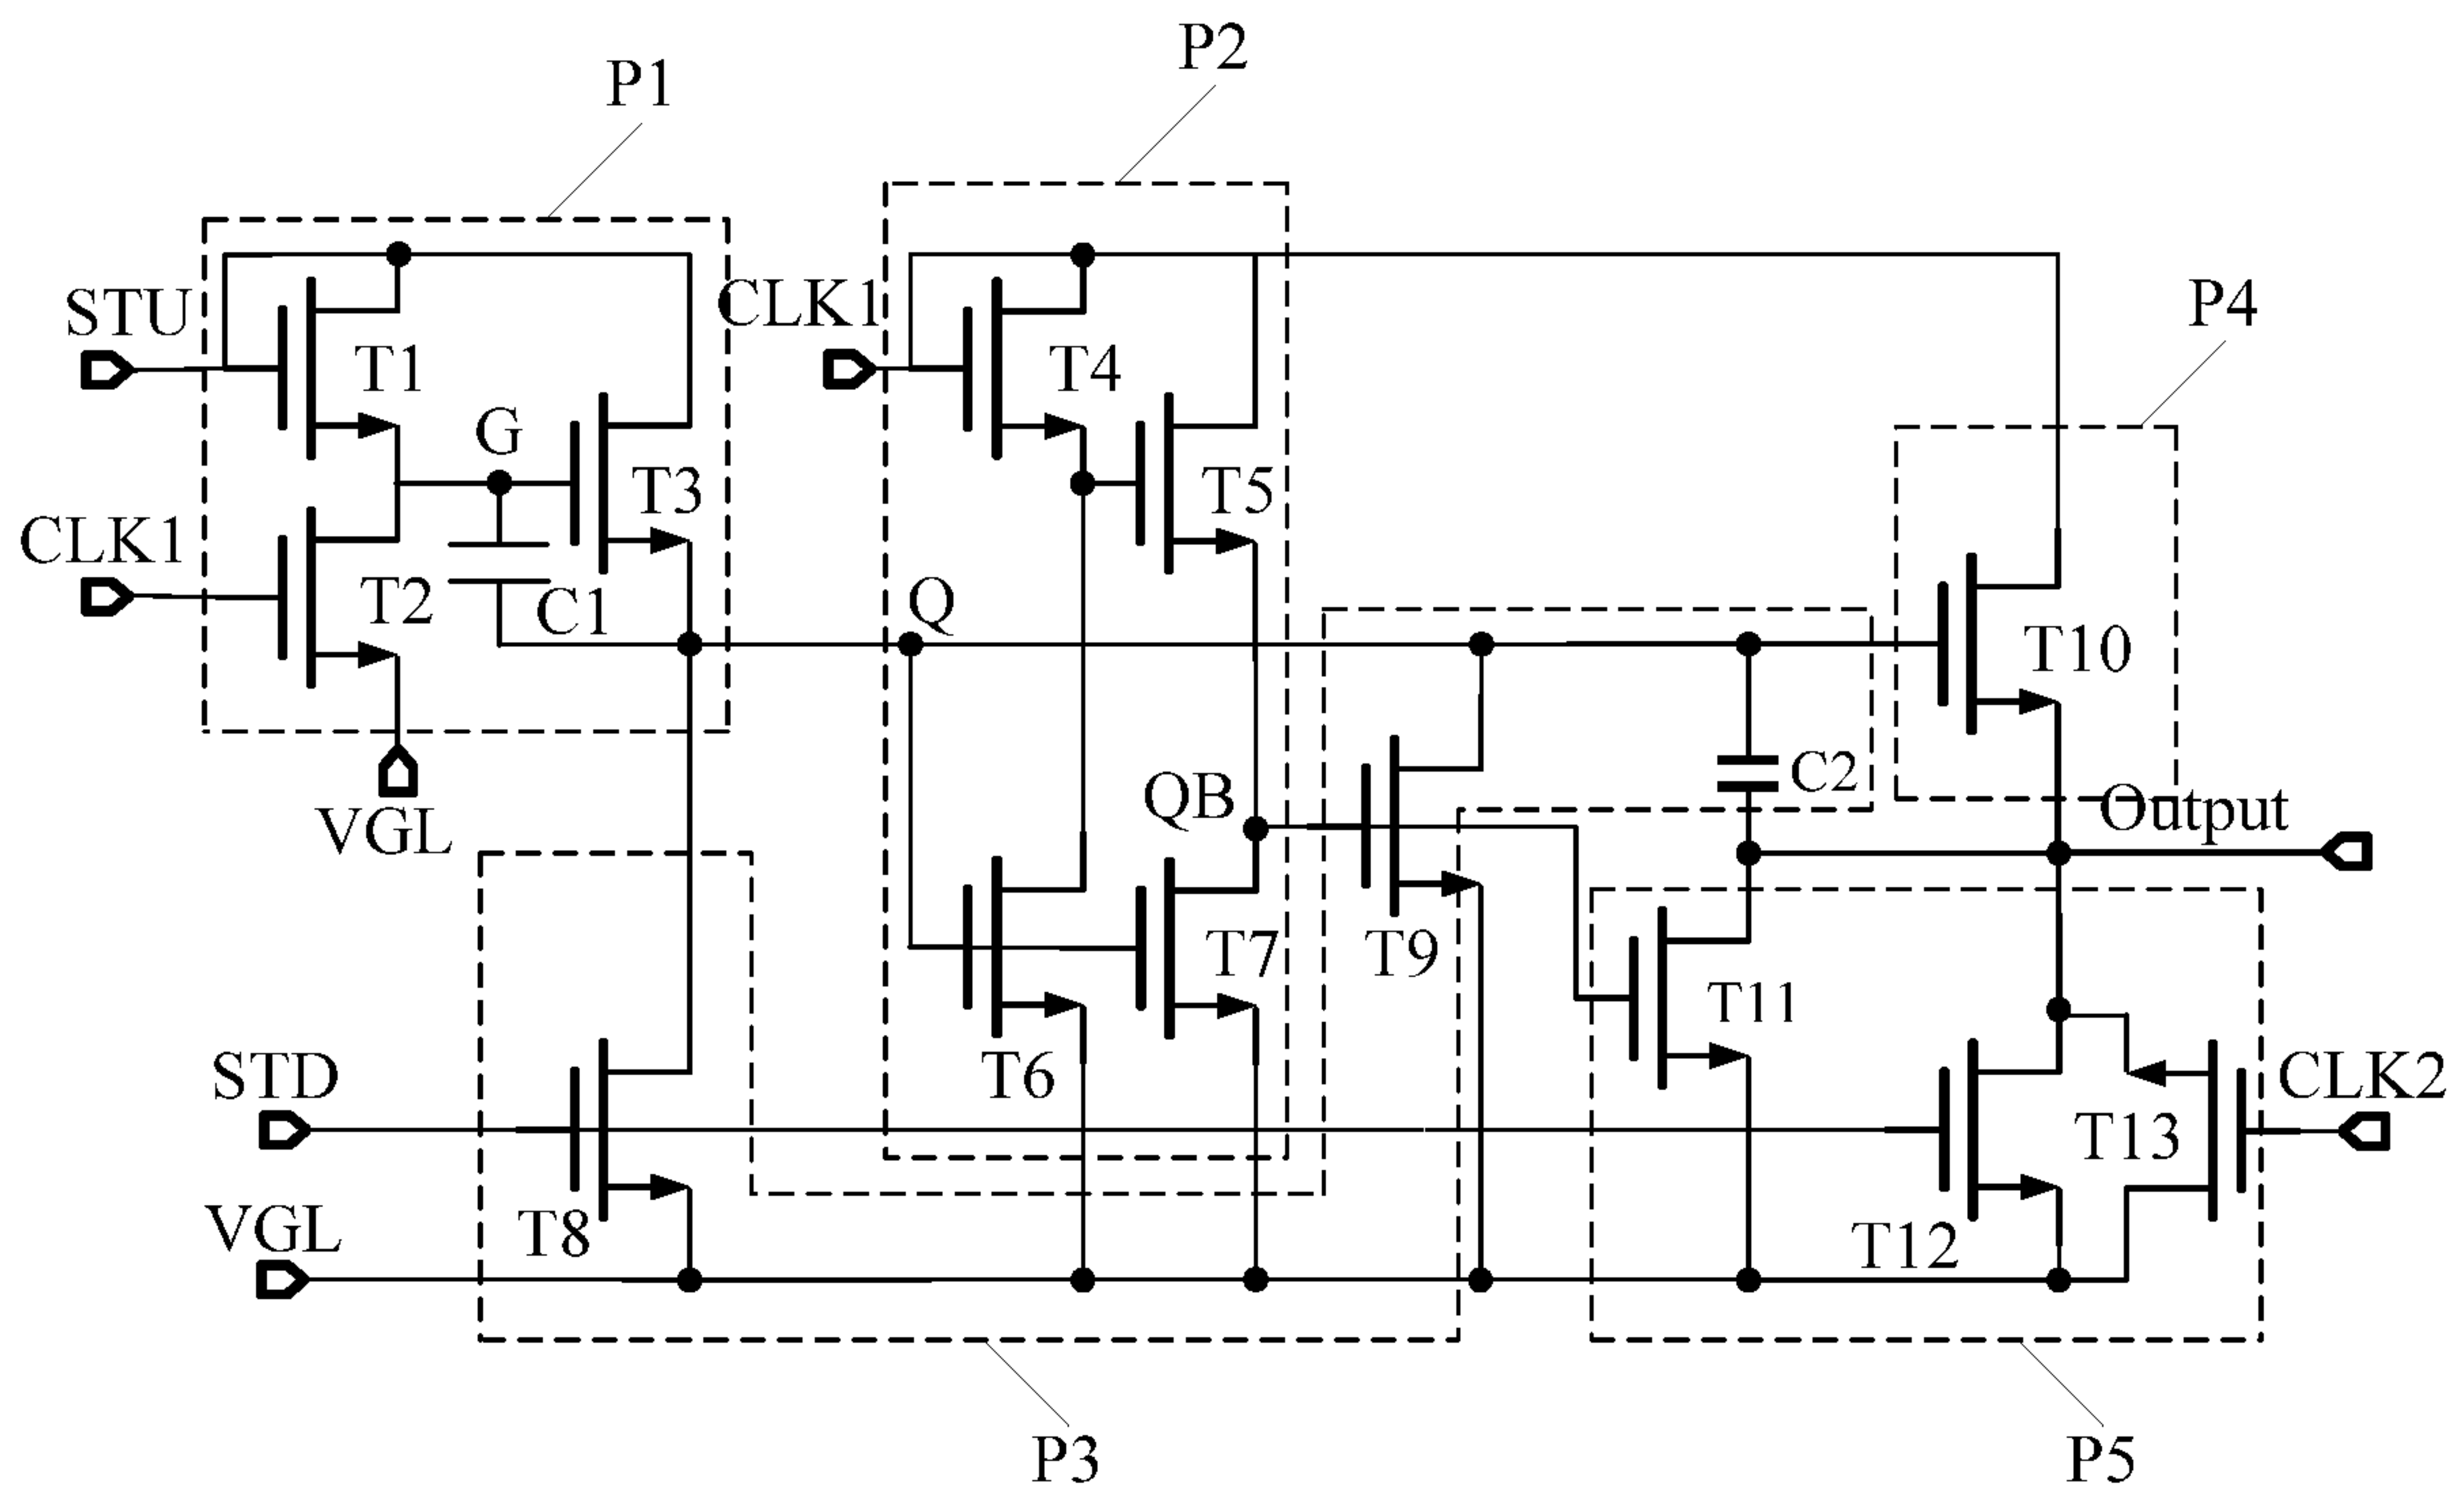 P2
P1
STU
CLK1
P4
T1
T4
G
T3
T5
CLK1
T2
C1
Q
T10
VGL
QB
C2
Output
T9
T7
T11
T6
STD
CLK2
T13
VGL
T8
T12
P3
P5